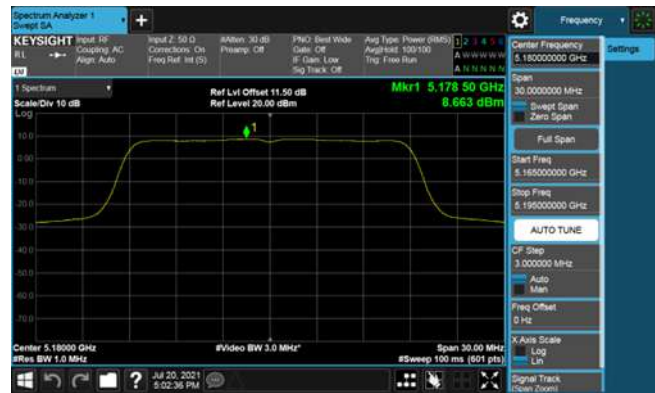 Spectrum Analyzer 1
Swept SA
Frequency
KEYSIGHT
RL
LXI
Input: RF
Coupling: AC
Align: Auto
Input Z: 50 Ω
Corrections: On
Freq Ref: Int (S)
#Atten: 30 dB
Preamp: Off
PNO: Best Wide
Gate: Off
IF Gain: Low
Sig Track: Off
Avg Type: Power (RMS)
Avg|Hold: 100/100
Trig: Free Run
1 2 3 4 5 6
A W W W W W
A N N N N N
1 Spectrum
Scale/Div 10 dB
Log
Ref Lvl Offset 11.50 dB
Ref Level 20.00 dBm
Mkr1 5.178 50 GHz
8.663 dBm
1
10.0
0.00
-10.0
-20.0
-30.0
-40.0
-50.0
-60.0
-70.0
Center 5.18000 GHz
#Res BW 1.0 MHz
#Video BW 3.0 MHz*
Span 30.00 MHz
#Sweep 100 ms (601 pts)
Jul 20, 2021
5:02:36 PM
Center Frequency
5.180000000 GHz
Settings
Span
30.0000000 MHz
Swept Span
Zero Span
Full Span
Start Freq
5.165000000 GHz
Stop Freq
5.195000000 GHz
AUTO TUNE
CF Step
3.000000 MHz
Auto
Man
Freq Offset
0 Hz
X Axis Scale
Log
Lin
Signal Track
(Span Zoom)